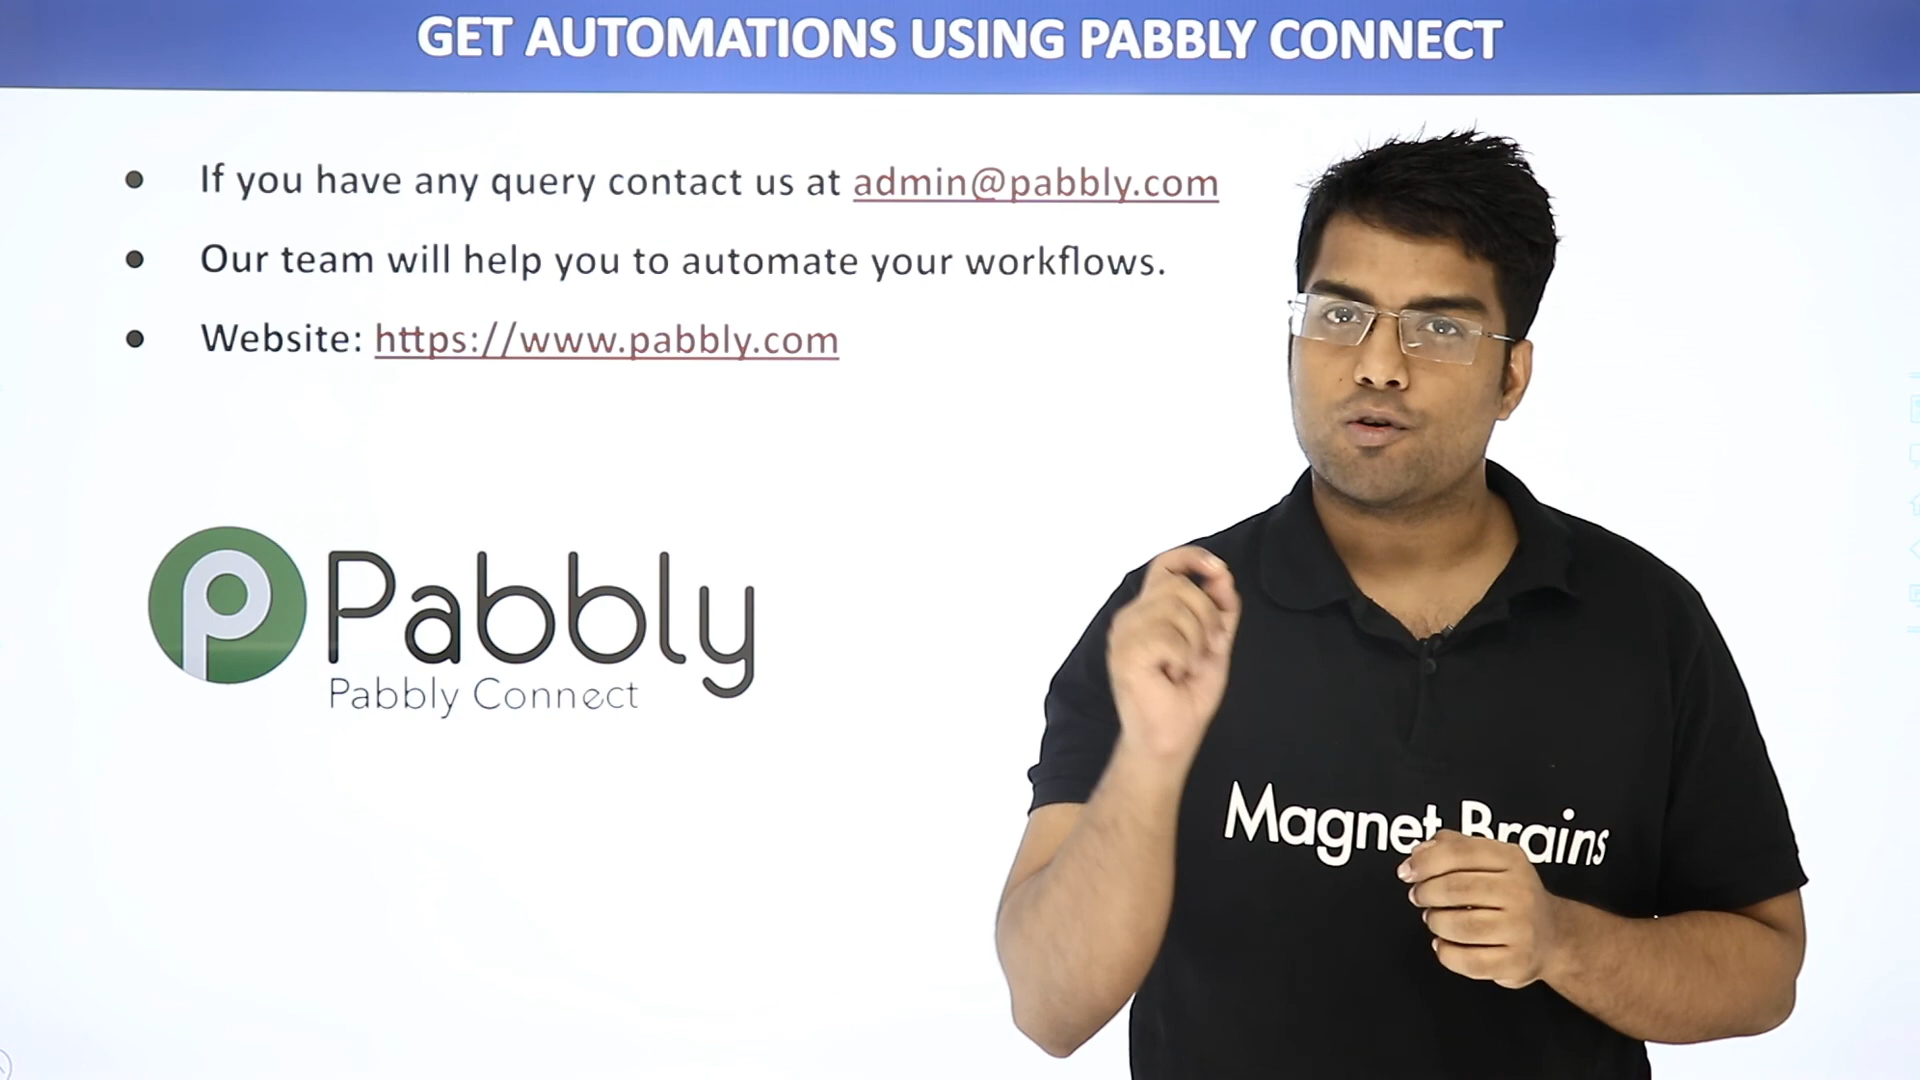 GET AUTOMATIONS USING PABBLY CONNECT
If you have any query contact us at admin@pabbly.com
Our team will help you to automate your workflows.
Website: https://www.pabbly.com
Pabbly
Pabbly Connect
Magnet Brains